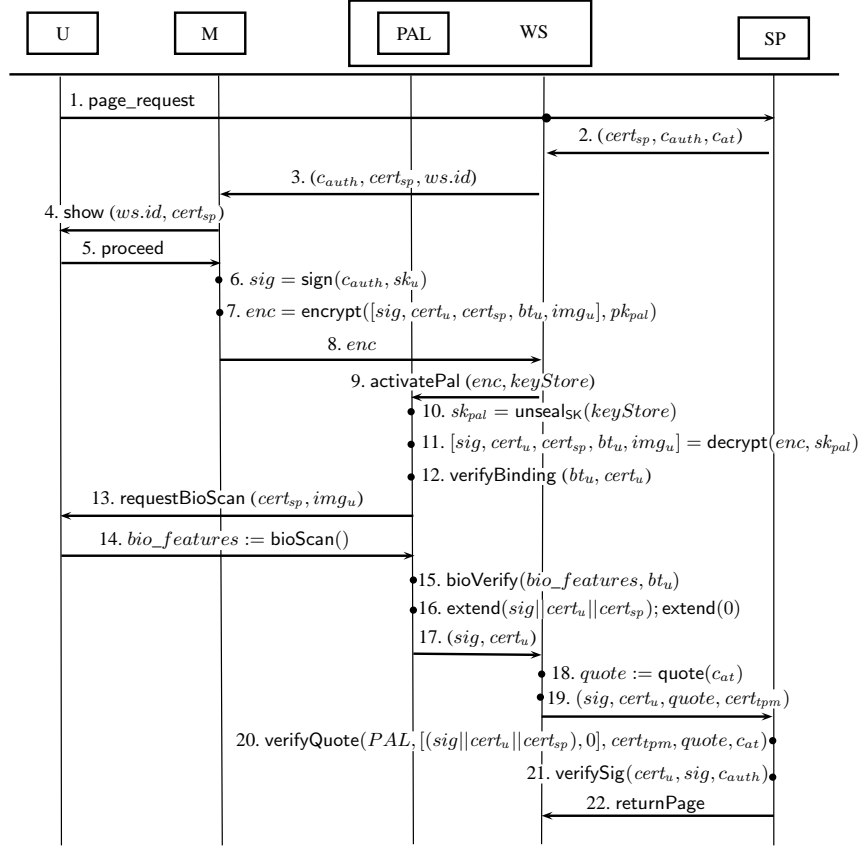 U M PAL WS SP
1. page_request
2. (cert_sp, c_auth, c_at)
3. (c_auth, cert_sp, ws.id)
4. show (ws.id, cert_sp)
5. proceed
6. sig = sign(c_auth, sk_u)
7. enc = encrypt([sig, cert_u, cert_sp, bt_u, img_u], pk_pal)
8. enc
9. activatePal (enc, keyStore)
10. sk_pal = unseal_SK(keyStore)
11. [sig, cert_u, cert_sp, bt_u, img_u] = decrypt(enc, sk_pal)
12. verifyBinding (bt_u, cert_u)
13. requestBioScan (cert_sp, img_u)
14. bio_features := bioScan()
15. bioVerify(bio_features, bt_u)
16. extend(sig||cert_u||cert_sp); extend(0)
17. (sig, cert_u)
18. quote := quote(c_at)
19. (sig, cert_u, quote, cert_tpm)
20. verifyQuote(PAL, [(sig||cert_u||cert_sp), 0], cert_tpm, quote, c_at)
21. verifySig(cert_u, sig, c_auth)
22. returnPage